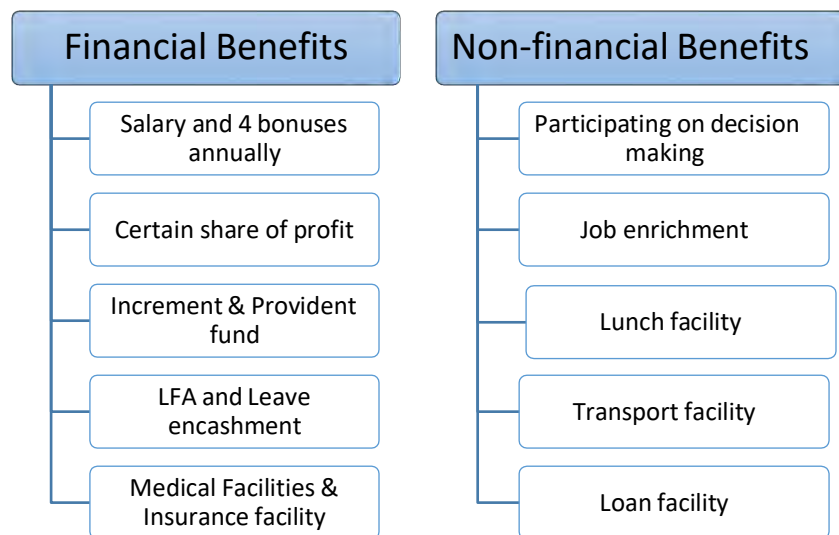 Financial Benefits
Salary and 4 bonuses
annually
Certain share of profit
Increment & Provident
fund
LFA and Leave
encashment
Medical Facilities &
Insurance facility
Non-financial Benefits
Participating on decision
making
Job enrichment
Lunch facility
Transport facility
Loan facility